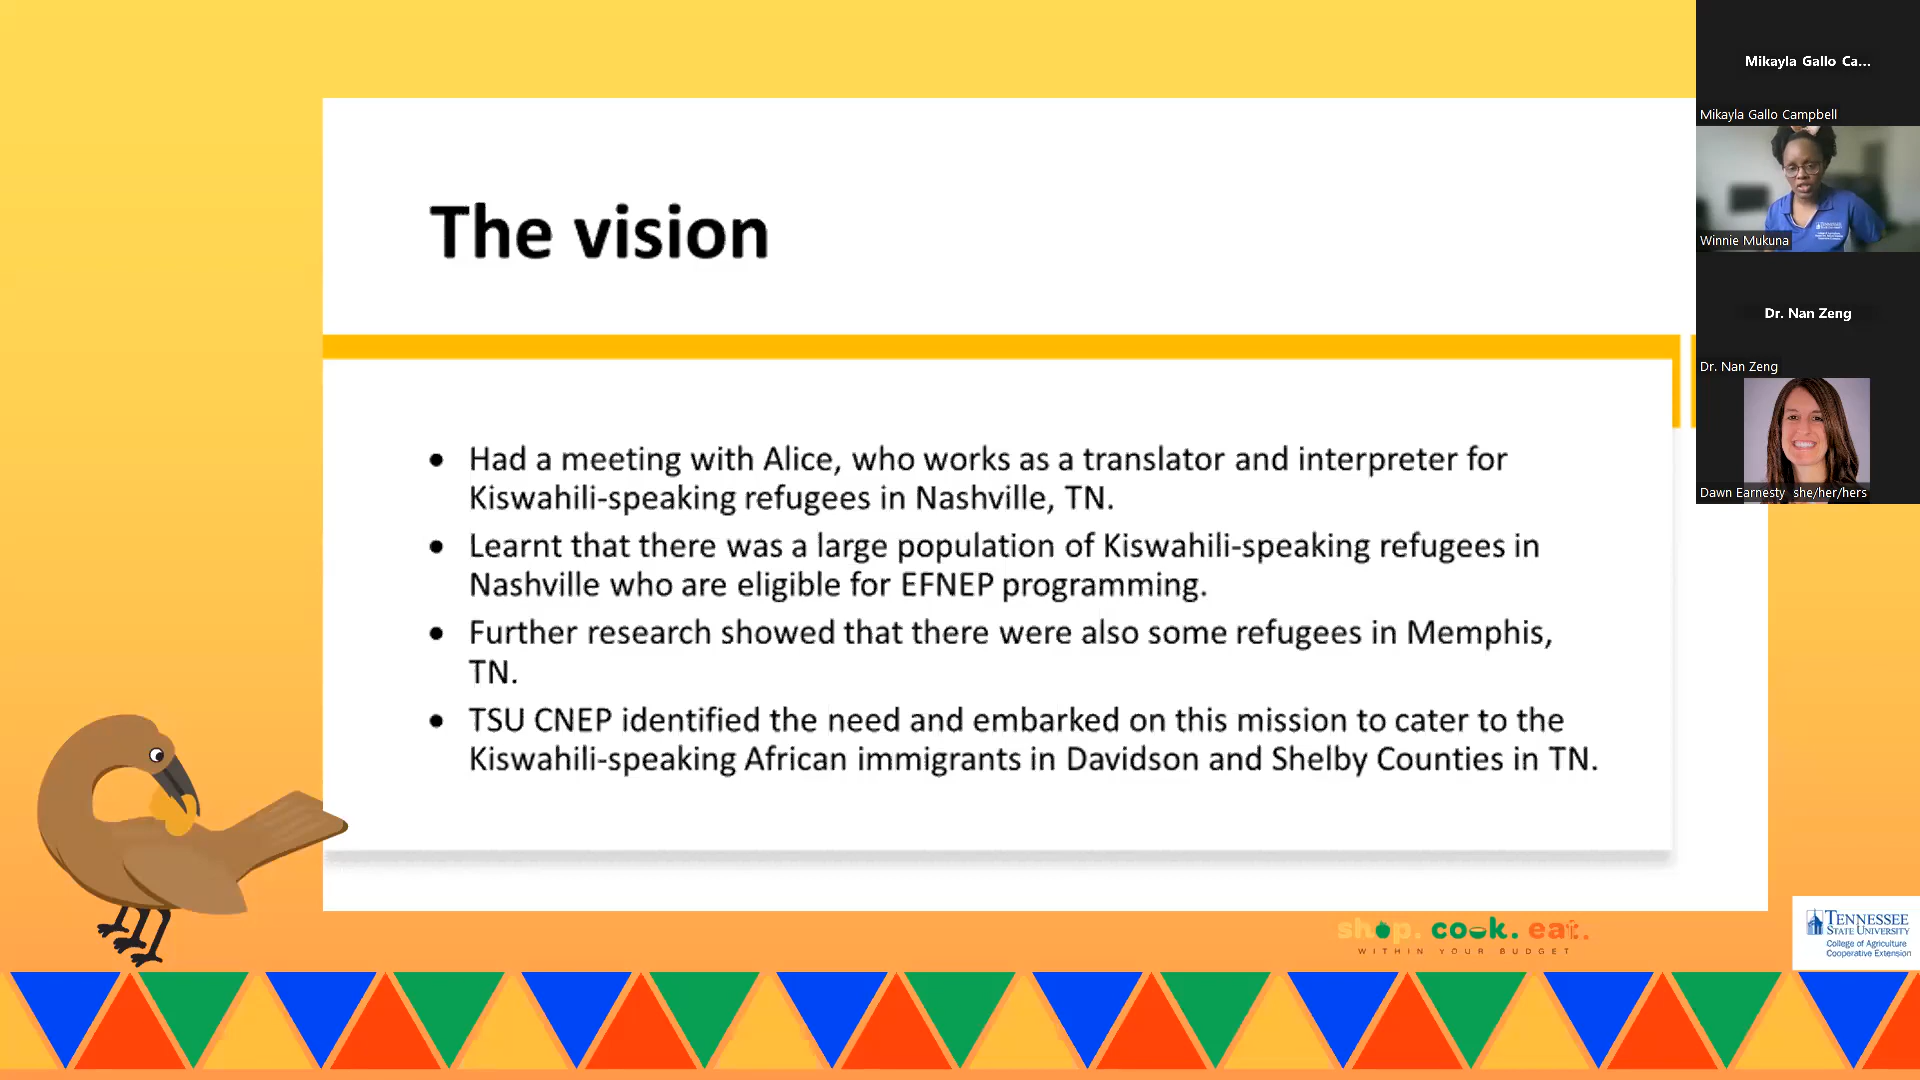 The vision
• Had a meeting with Alice, who works as a translator and interpreter for
Kiswahili-speaking refugees in Nashville, TN.
• Learnt that there was a large population of Kiswahili-speaking refugees in
Nashville who are eligible for EFNEP programming.
• Further research showed that there were also some refugees in Memphis,
TN.
• TSU CNEP identified the need and embarked on this mission to cater to the
Kiswahili-speaking African immigrants in Davidson and Shelby Counties in TN.
shop. cook. eat.
WITHIN YOUR BUDGET
TENNESSEE
STATE UNIVERSITY
College of Agriculture
Cooperative Extension
Mikayla Gallo Ca...
Mikayla Gallo Campbell
Winnie Mukuna
Dr. Nan Zeng
Dr. Nan Zeng
Dawn Earnesty she/her/hers